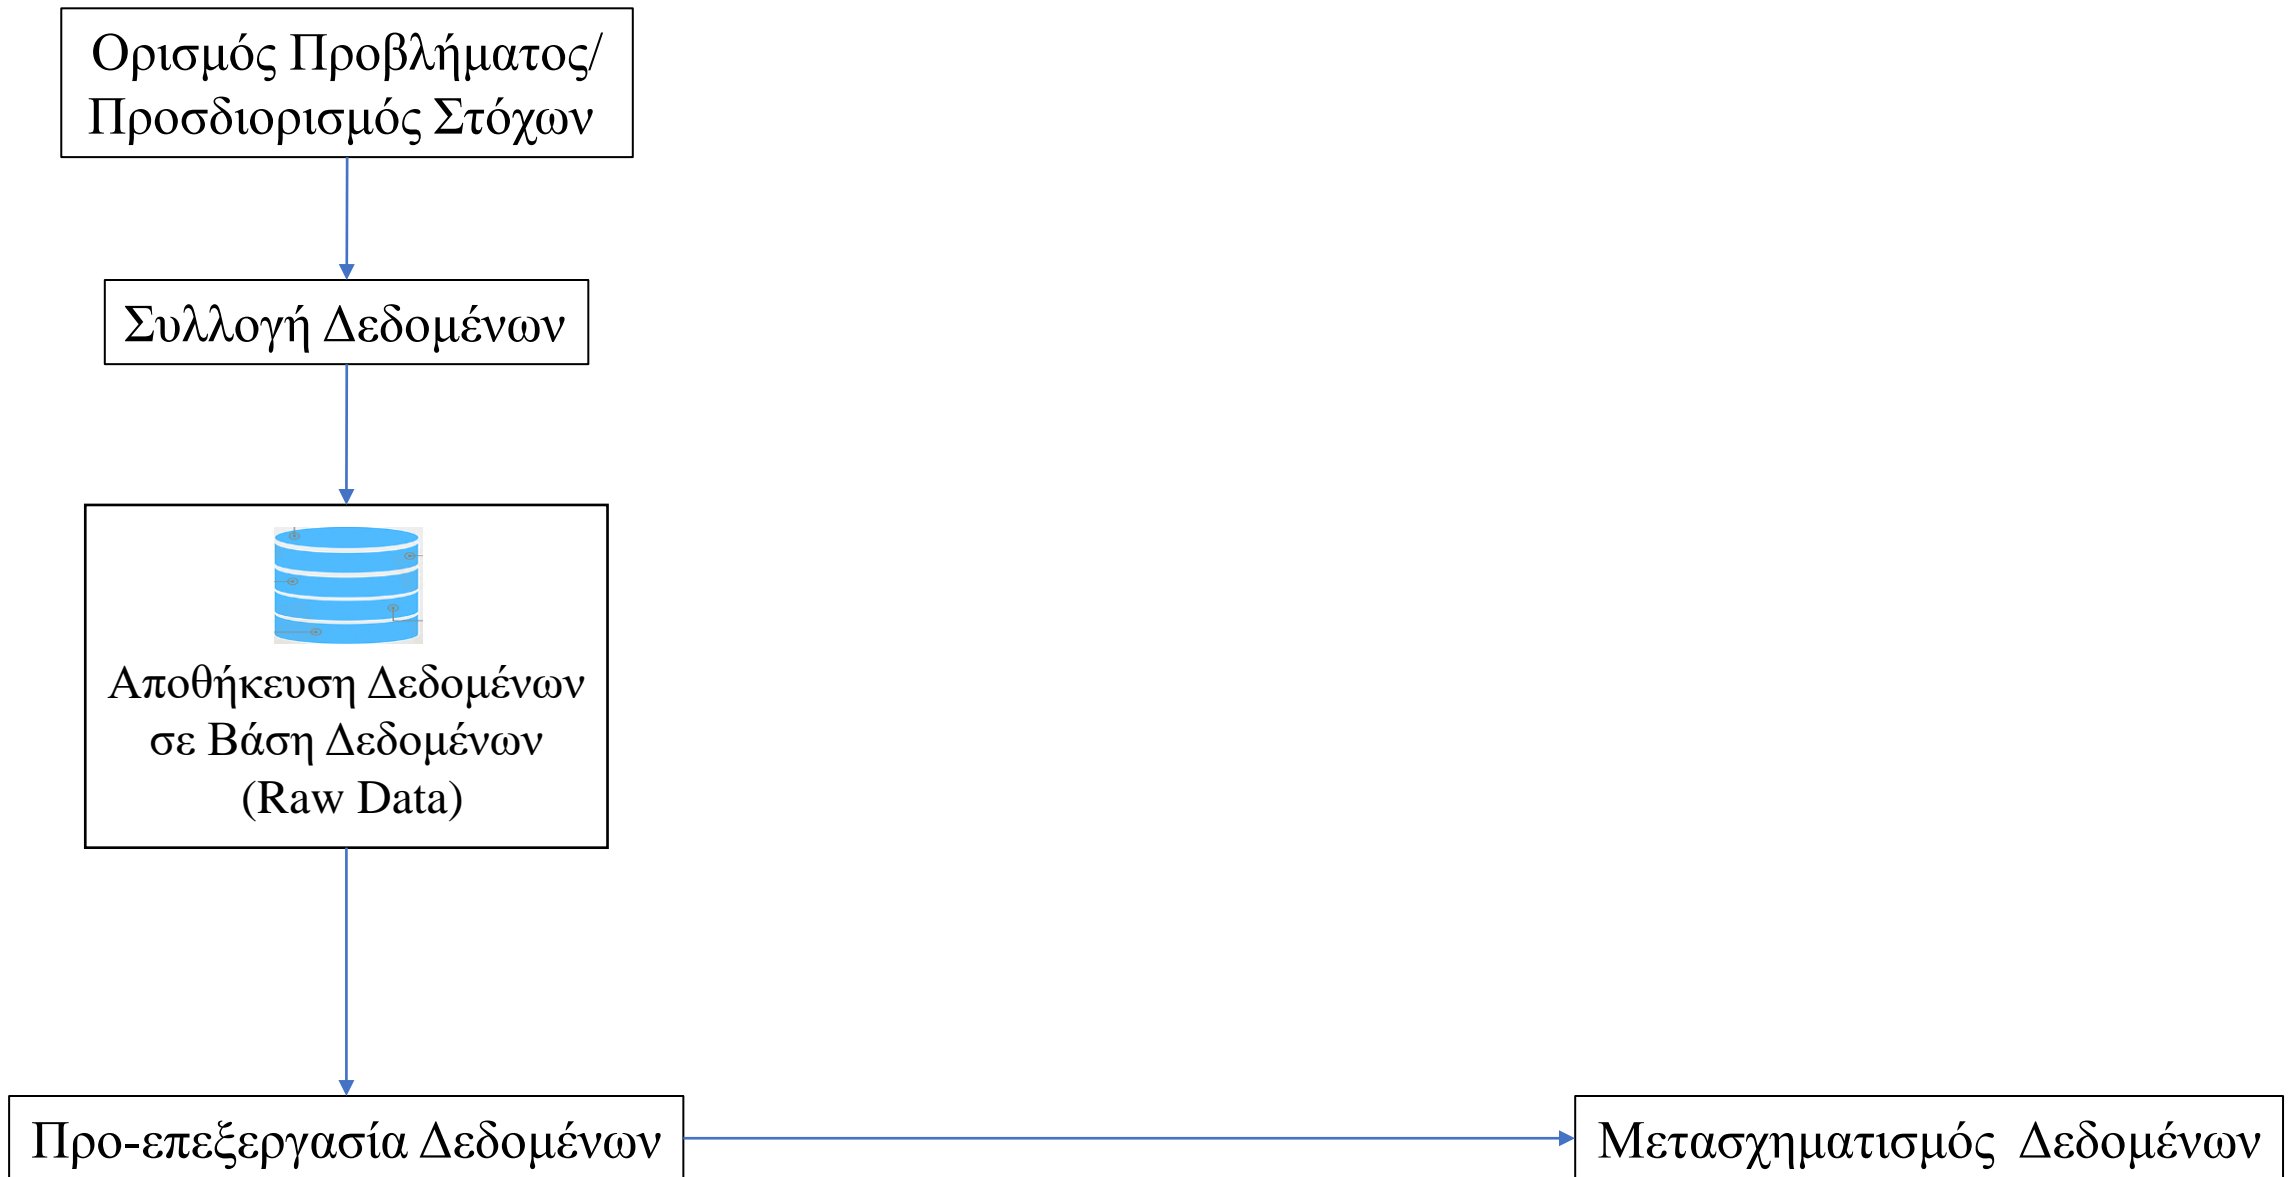 Ορισμός Προβλήματος/
Προσδιορισμός Στόχων
Συλλογή Δεδομένων
Αποθήκευση Δεδομένων
σε Βάση Δεδομένων
(Raw Data)
Προ-επεξεργασία Δεδομένων
Μετασχηματισμός Δεδομένων